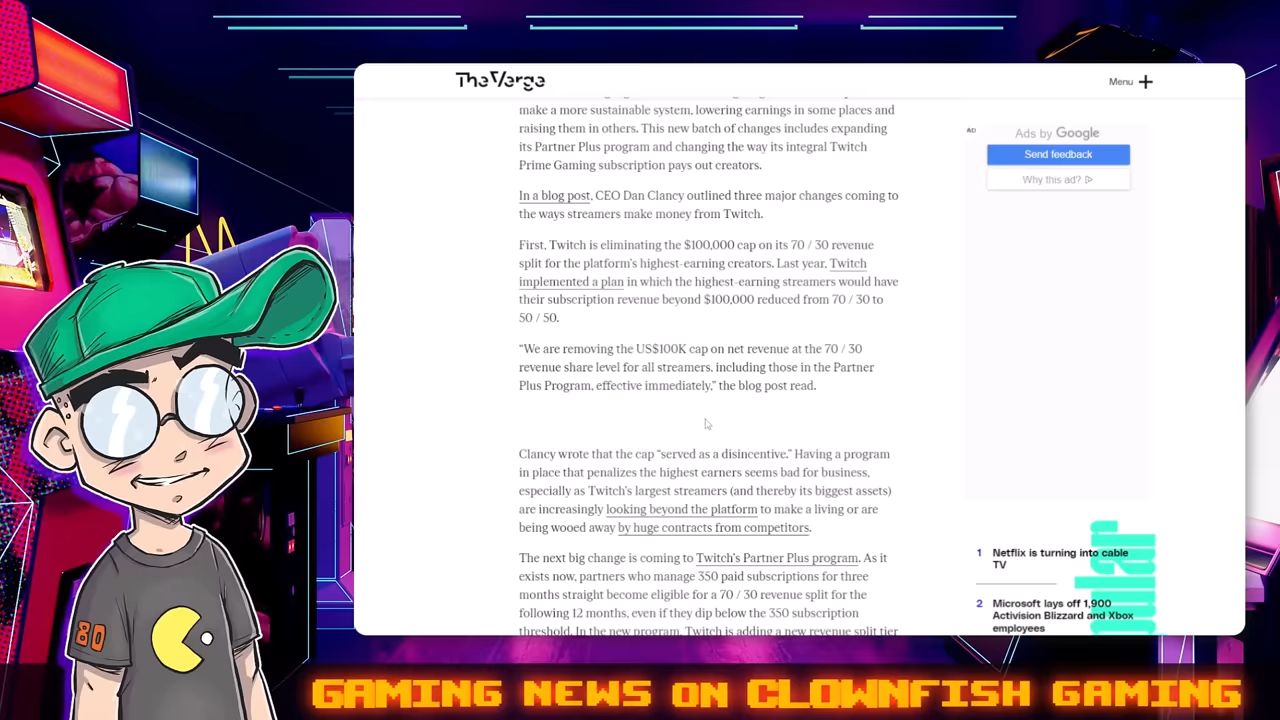 TheVerge
Menu
make a more sustainable system, lowering earnings in some places and
raising them in others. This new batch of changes includes expanding
its Partner Plus program and changing the way its integral Twitch
Prime Gaming subscription pays out creators.
In a blog post, CEO Dan Clancy outlined three major changes coming to
the ways streamers make money from Twitch.
First, Twitch is eliminating the $100,000 cap on its 70 / 30 revenue
split for the platform's highest-earning creators. Last year, Twitch
implemented a plan in which the highest-earning streamers would have
their subscription revenue beyond $100,000 reduced from 70 / 30 to
50 / 50.
“We are removing the US$100K cap on net revenue at the 70 / 30
revenue share level for all streamers, including those in the Partner
Plus Program, effective immediately,” the blog post read.
Clancy wrote that the cap “served as a disincentive.” Having a program
in place that penalizes the highest earners seems bad for business,
especially as Twitch's largest streamers (and thereby its biggest assets)
are increasingly looking beyond the platform to make a living or are
being wooed away by huge contracts from competitors.
The next big change is coming to Twitch's Partner Plus program. As it
exists now, partners who manage 350 paid subscriptions for three
months straight become eligible for a 70 / 30 revenue split for the
following 12 months, even if they dip below the 350 subscription
threshold. In the new program, Twitch is adding a new revenue split tier
AD
Ads by Google
Send feedback
Why this ad?
1 Netflix is turning into cable
TV
2 Microsoft lays off 1,900
Activision Blizzard and Xbox
employees
80
GAMING NEWS ON CLOWNFISH GAMING